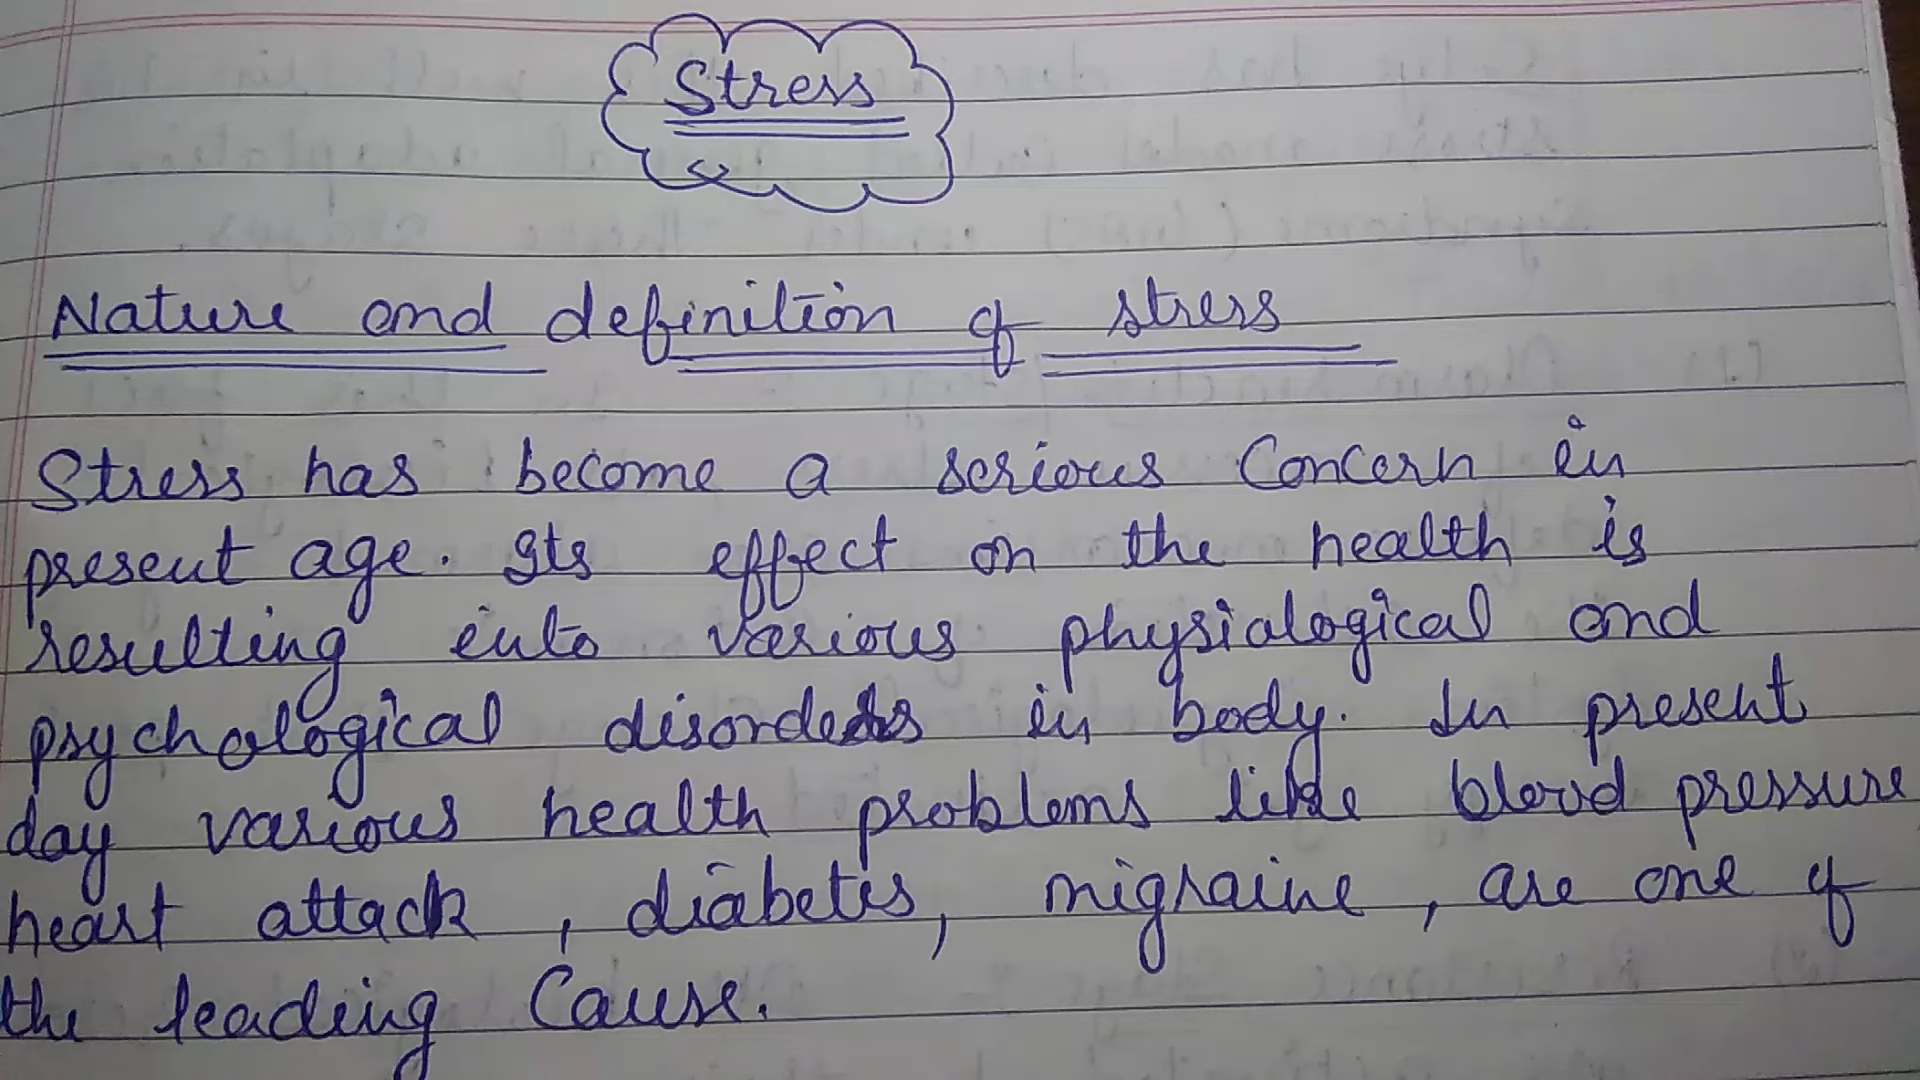 Stress
Nature and definition of stress
Stress has become a serious Concern in
present age. Its effect on the health is
resulting into various physialogical and
psychological disorders in body. In present
day various health problems like blood pressure
heart attack, diabetes, migraine, are one of
the leading Cause.